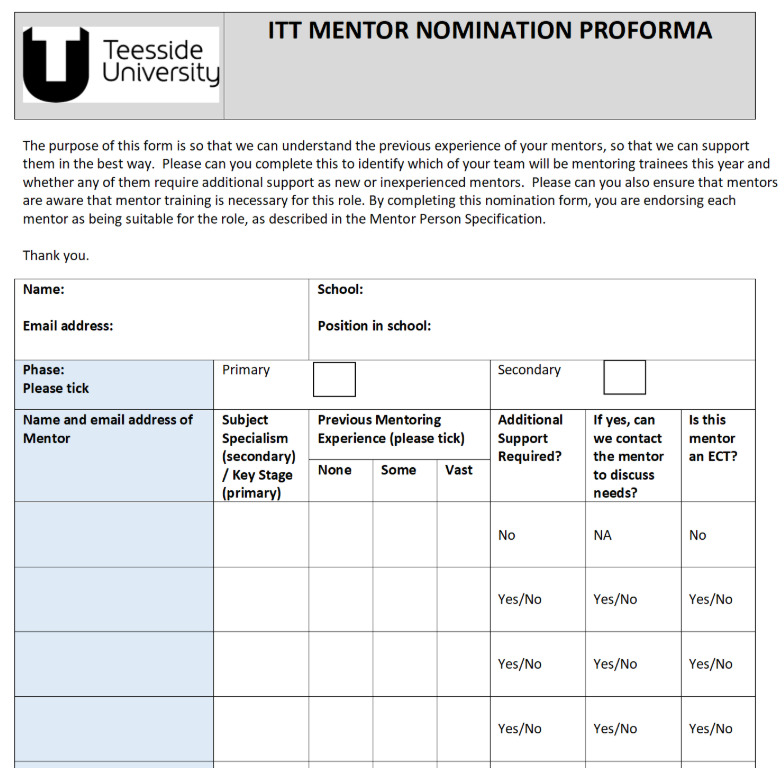 Teesside
University
ITT MENTOR NOMINATION PROFORMA
The purpose of this form is so that we can understand the previous experience of your mentors, so that we can support
them in the best way.  Please can you complete this to identify which of your team will be mentoring trainees this year and
whether any of them require additional support as new or inexperienced mentors.  Please can you also ensure that mentors
are aware that mentor training is necessary for this role. By completing this nomination form, you are endorsing each
mentor as being suitable for the role, as described in the Mentor Person Specification.
Thank you.
Name:
School:
Email address:
Position in school:
Phase:
Please tick
Primary
Secondary
Name and email address of
Mentor
Subject
Specialism
(secondary)
/ Key Stage
(primary)
Previous Mentoring
Experience (please tick)
None
Some
Vast
Additional
Support
Required?
If yes, can
we contact
the mentor
to discuss
needs?
Is this
mentor
an ECT?
No
NA
No
Yes/No
Yes/No
Yes/No
Yes/No
Yes/No
Yes/No
Yes/No
Yes/No
Yes/No